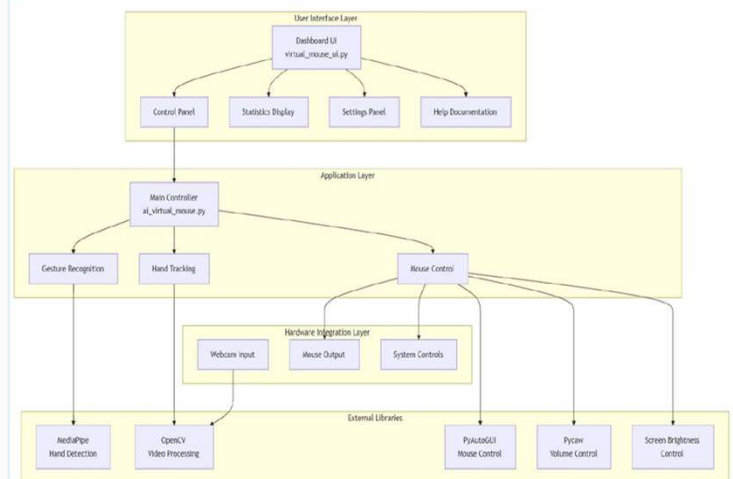 User Interface Layer
Dashboard UI
virtual_mouse_ui.py
Control Panel
Statistics Display
Settings Panel
Help Documentation
Application Layer
Main Controller
ai_virtual_mouse.py
Gesture Recognition
Hand Tracking
Mouse Control
Hardware Integration Layer
Webcam Input
Mouse Output
System Controls
External Libraries
MediaPipe
Hand Detection
OpenCV
Video Processing
PyAutoGUI
Mouse Control
Pycaw
Volume Control
Screen Brightness
Control